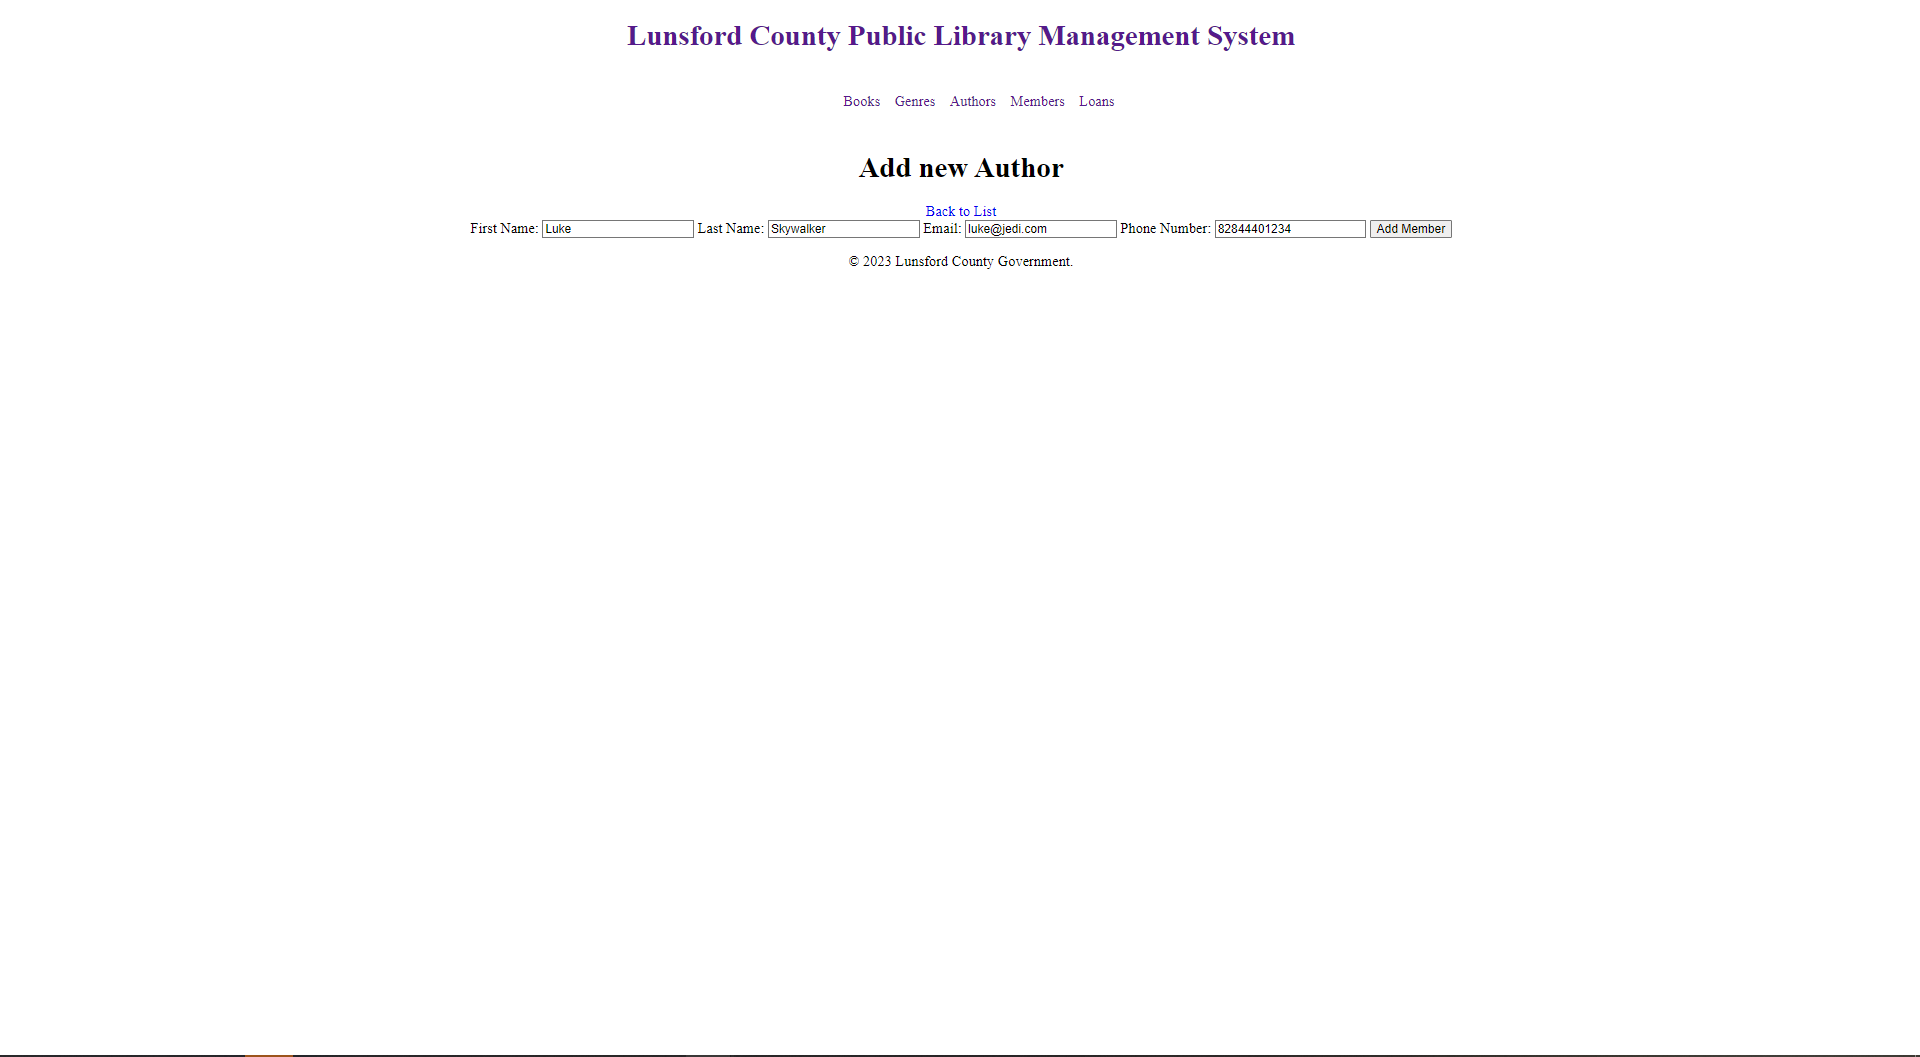 Lunsford County Public Library Management System
Books Genres Authors Members Loans
Add new Author
Back to List
First Name: Luke Last Name: Skywalker Email: luke@jedi.com Phone Number: 82844401234 Add Member
© 2023 Lunsford County Government.